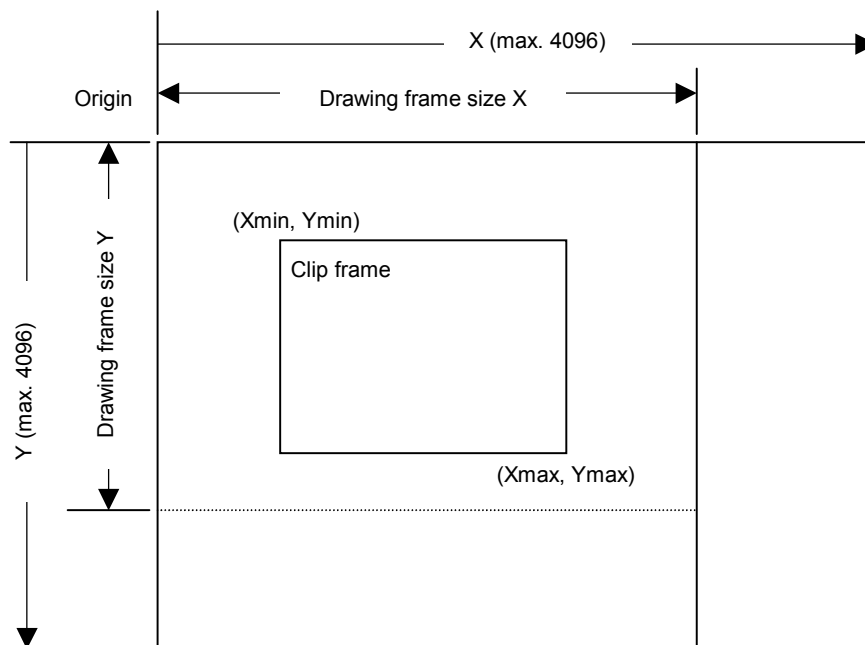 X (max. 4096)
Origin
Drawing frame size X
Y (max. 4096)
Drawing frame size Y
(Xmin, Ymin)
Clip frame
(Xmax, Ymax)